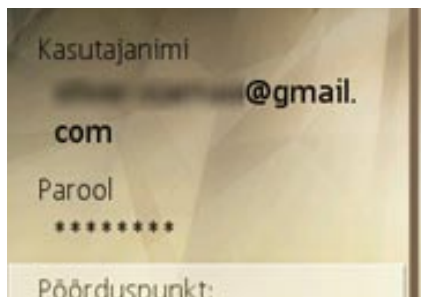 Kasutajanimi
@gmail.
com
Parool
********
Pöörduspunkt: